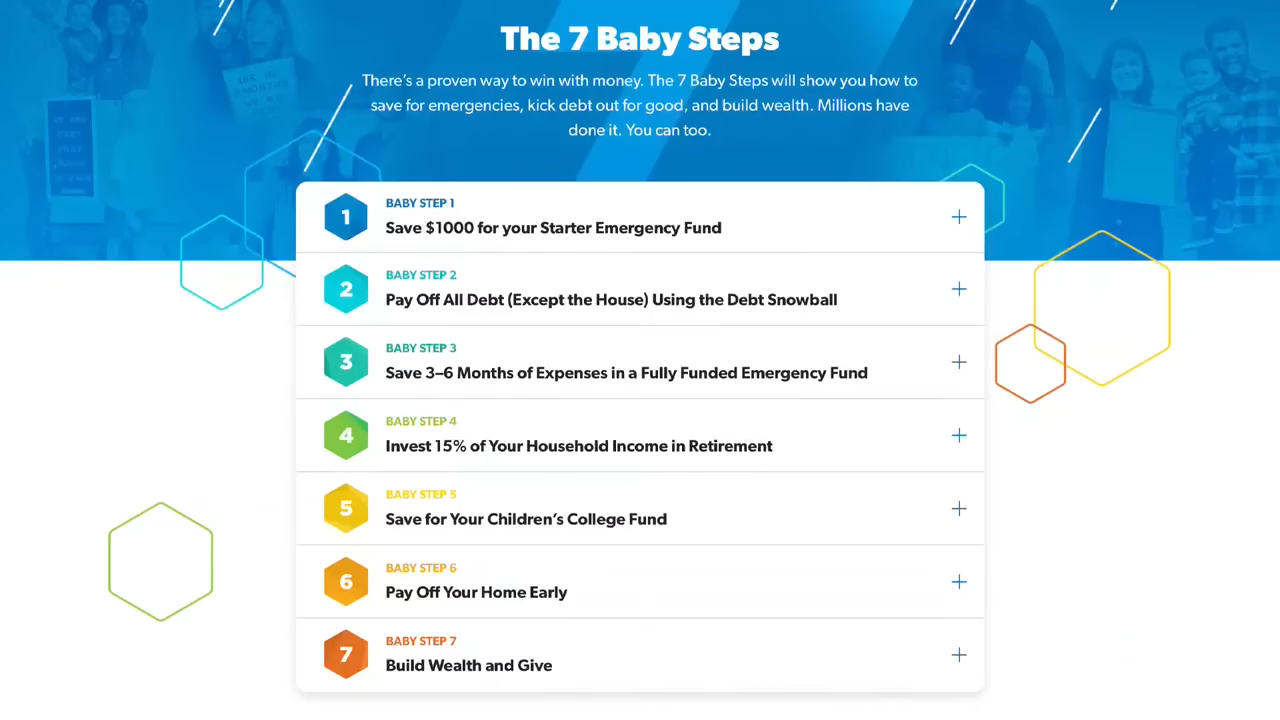 The 7 Baby Steps
There's a proven way to win with money. The 7 Baby Steps will show you how to
save for emergencies, kick debt out for good, and build wealth. Millions have
done it. You can too.
1
BABY STEP 1
Save $1000 for your Starter Emergency Fund
2
BABY STEP 2
Pay Off All Debt (Except the House) Using the Debt Snowball
3
BABY STEP 3
Save 3–6 Months of Expenses in a Fully Funded Emergency Fund
4
BABY STEP 4
Invest 15% of Your Household Income in Retirement
5
BABY STEP 5
Save for Your Children's College Fund
6
BABY STEP 6
Pay Off Your Home Early
7
BABY STEP 7
Build Wealth and Give